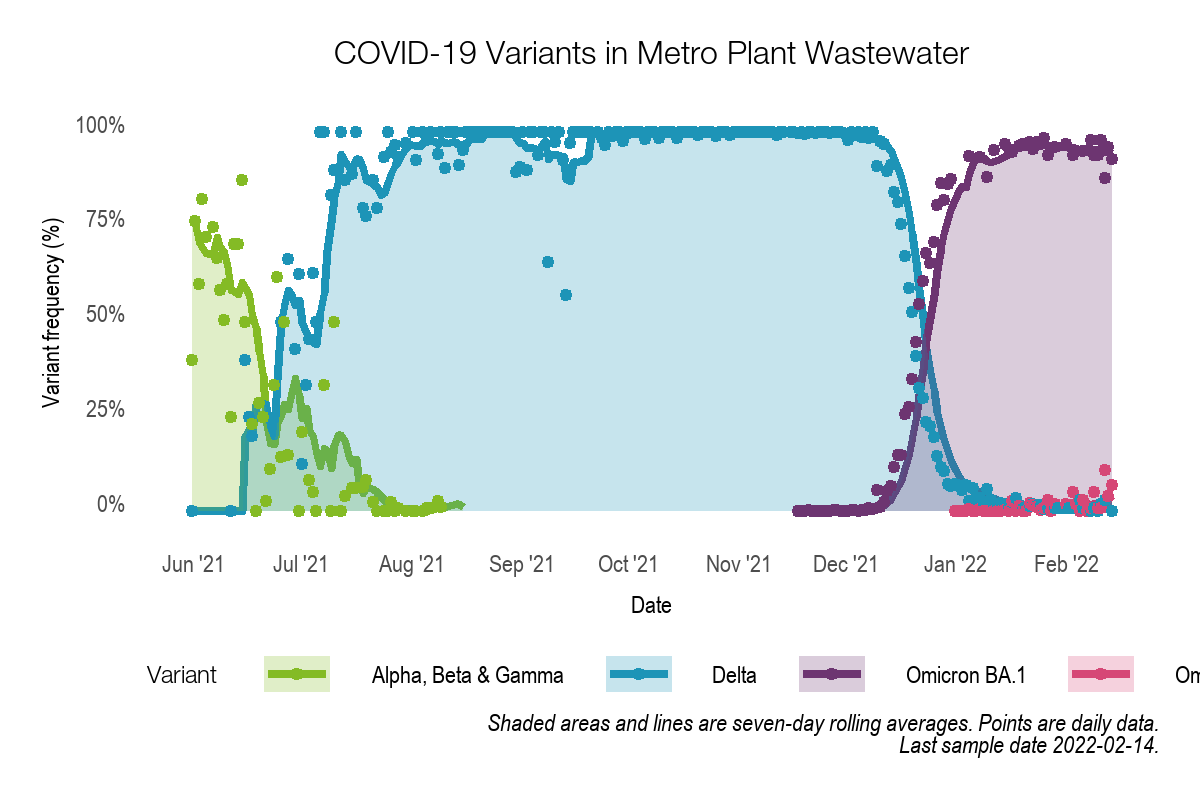 COVID-19 Variants in Metro Plant Wastewater
100%
75%
50%
25%
0%
Variant frequency (%)
Jun '21 Jul '21 Aug '21 Sep '21 Oct '21 Nov '21 Dec '21 Jan '22 Feb '22
Date
Variant Alpha, Beta & Gamma Delta Omicron BA.1 Om
Shaded areas and lines are seven-day rolling averages. Points are daily data.
Last sample date 2022-02-14.